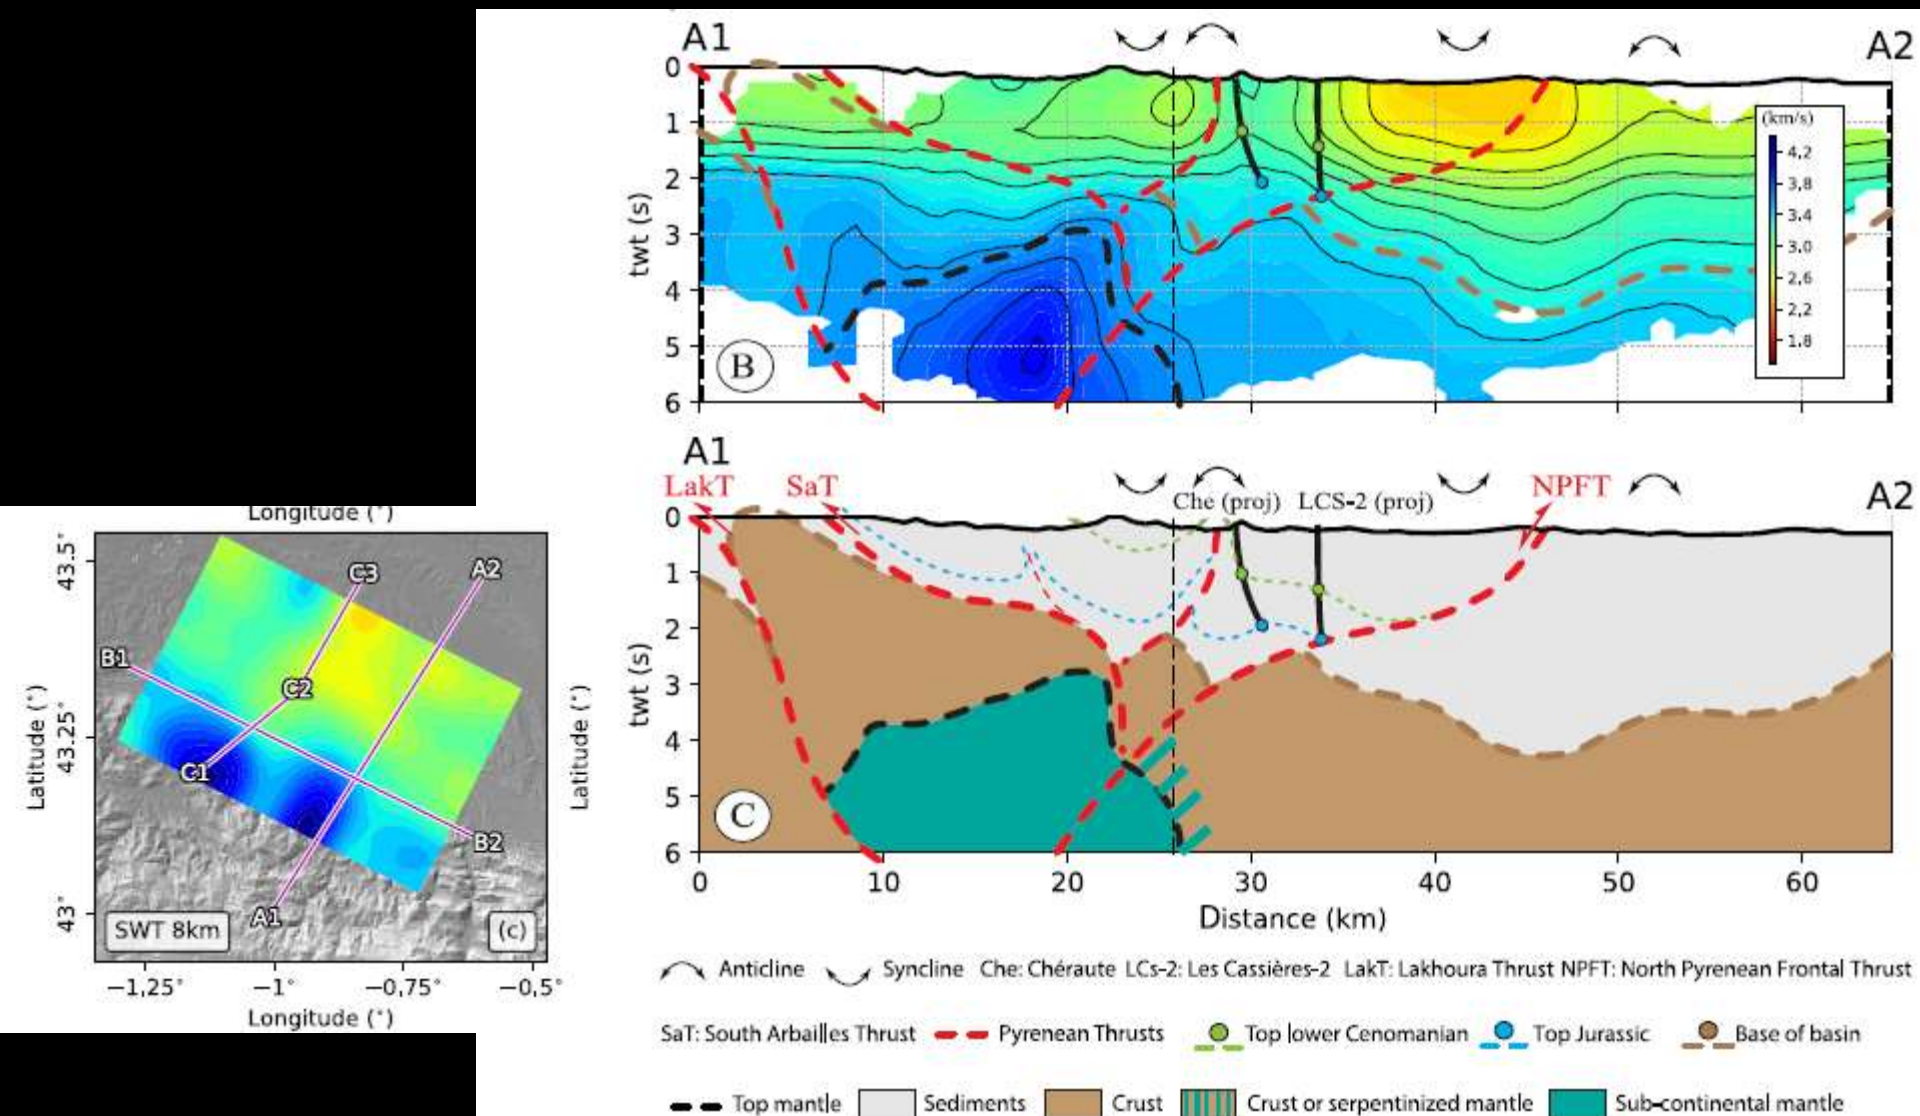 A1
A2
0
1
2
3
4
5
6
twt (s)
(km/s)
4,2
3,8
3,4
3,0
2,6
2,2
1.8
B
A1
A2
LakT
SaT
Che (proj)
LCS-2 (proj)
NPFT
0
1
2
3
4
5
6
twt (s)
C
0
10
20
30
40
50
60
Distance (km)
Longitude (°)
43.5°
43.25°
43°
Latitude (°)
Latitude (°)
C3
A2
B1
C2
C1
B2
A1
SWT 8km
(c)
−1,25°
−1°
−0,75°
−0,5°
Longitude (°)
Anticline Syncline Che: Chéraute LCs-2: Les Cassières-2 LakT: Lakhoura Thrust NPFT: North Pyrenean Frontal Thrust
SaT: South Arbailles Thrust Pyrenean Thrusts Top lower Cenomanian Top Jurassic Base of basin
Top mantle Sediments Crust Crust or serpentinized mantle Sub-continental mantle